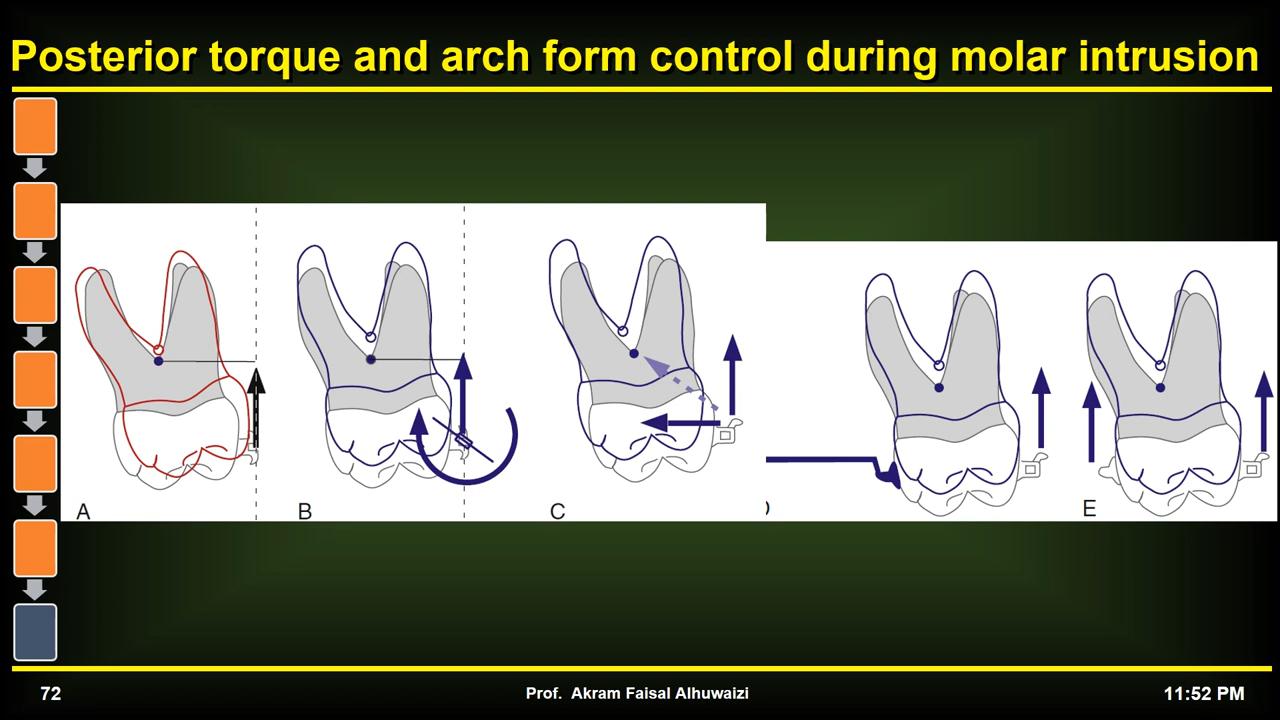 Posterior torque and arch form control during molar intrusion
A
B
C
E
72
Prof. Akram Faisal Alhuwaizi
11:52 PM